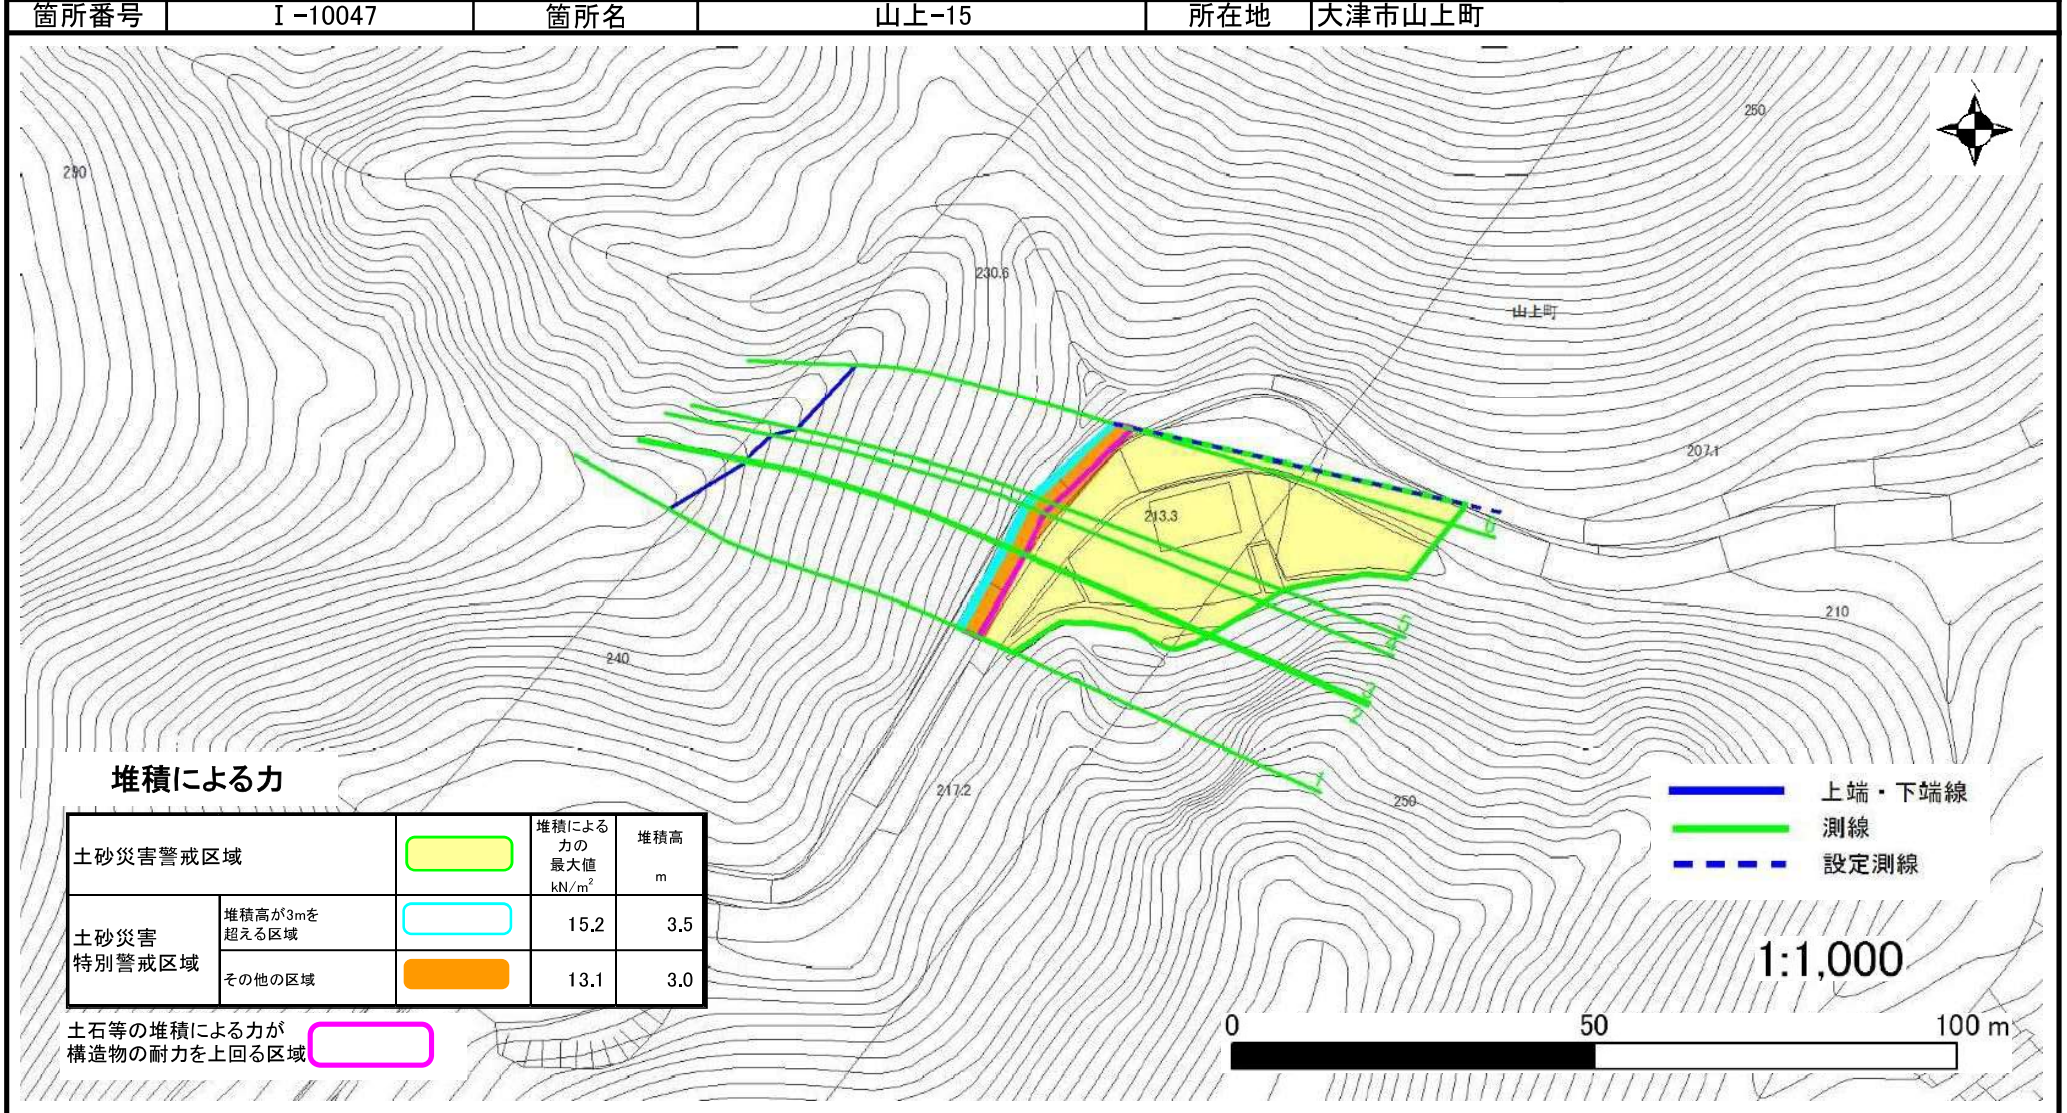 箇所番号 Ⅰ-10047 箇所名 山上-15 所在地 大津市山上町
250
290
230.6
山上町
207.1
213.3
6
210
5
4
240
3
2
1
217.2
250
堆積による力
土砂災害警戒区域
堆積による
力の
最大値
kN/m²
堆積高
m
土砂災害
特別警戒区域
堆積高が3mを
超える区域
15.2 3.5
その他の区域 13.1 3.0
土石等の堆積による力が
構造物の耐力を上回る区域
上端・下端線
測線
設定測線
1:1,000
0 50 100 m